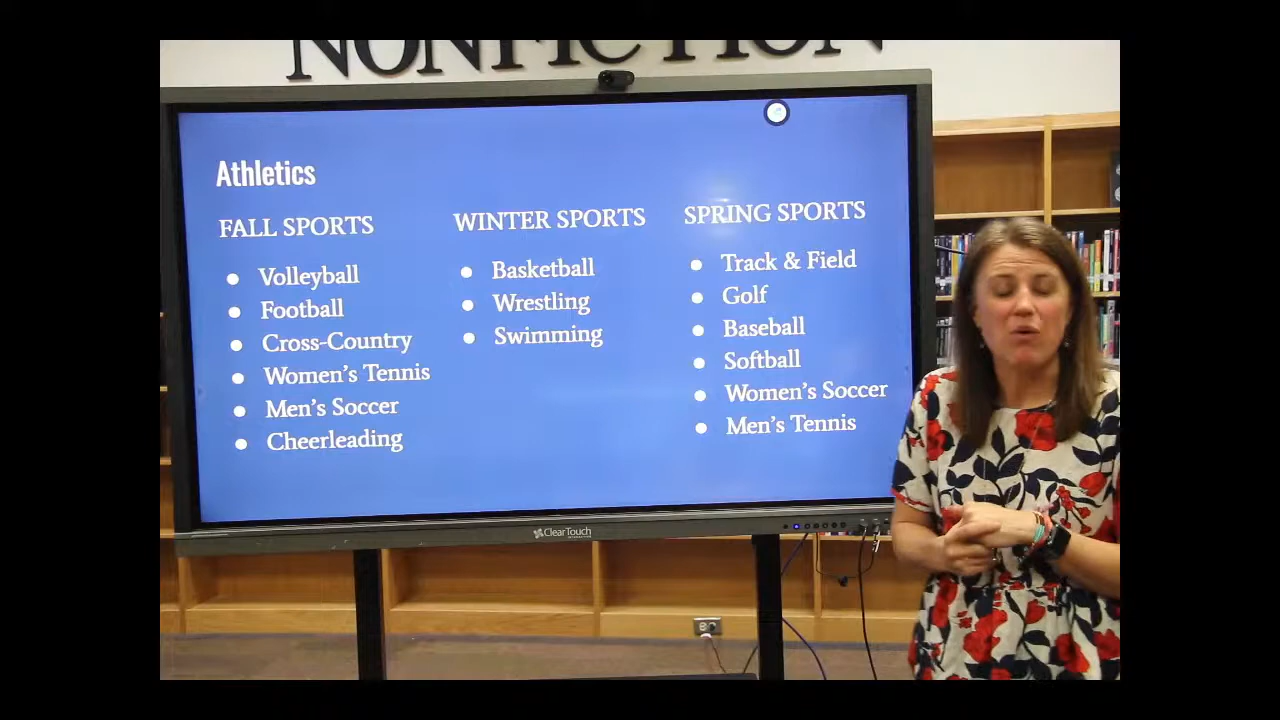 NONFICTION
Athletics
FALL SPORTS
● Volleyball
● Football
● Cross-Country
● Women's Tennis
● Men's Soccer
● Cheerleading
WINTER SPORTS
● Basketball
● Wrestling
● Swimming
SPRING SPORTS
● Track & Field
● Golf
● Baseball
● Softball
● Women's Soccer
● Men's Tennis
ClearTouch